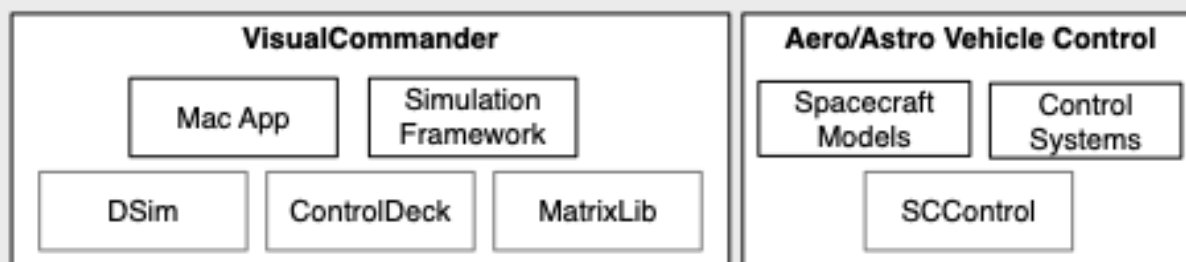 VisualCommander
Mac App
Simulation
Framework
DSim
ControlDeck
MatrixLib
Aero/Astro Vehicle Control
Spacecraft
Models
Control
Systems
SCControl